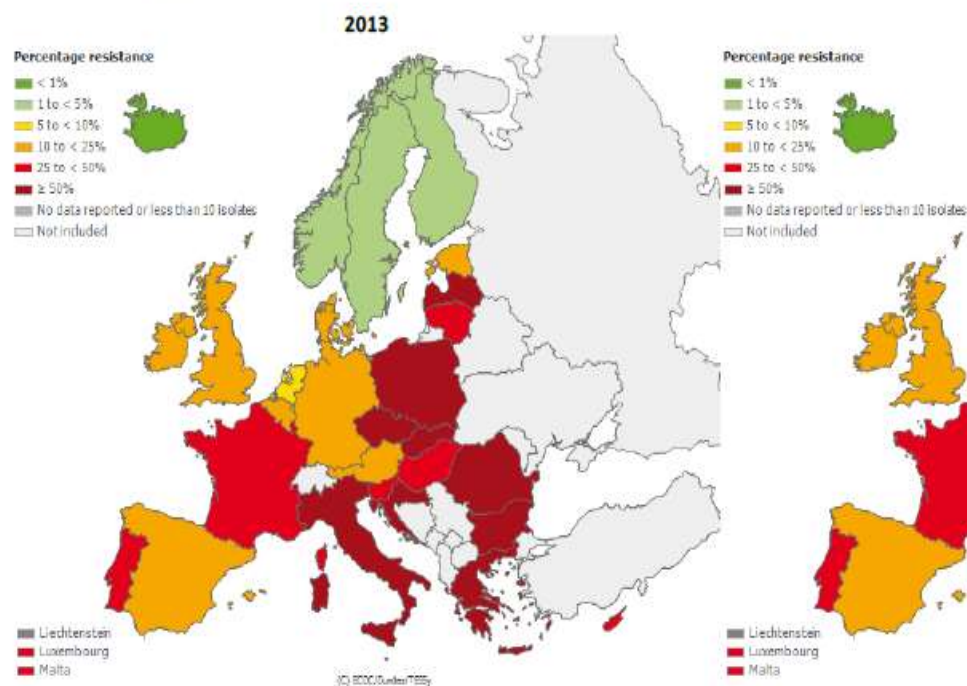 2013
Percentage resistance
< 1%
1 to < 5%
5 to < 10%
10 to < 25%
25 to < 50%
≥ 50%
No data reported or less than 10 isolates
Not included
Liechtenstein
Luxembourg
Malta
(C) ECDC/Dundas/TESSy
Percentage resistance
< 1%
1 to < 5%
5 to < 10%
10 to < 25%
25 to < 50%
≥ 50%
No data reported or less than 10 isolates
Not included
Liechtenstein
Luxembourg
Malta